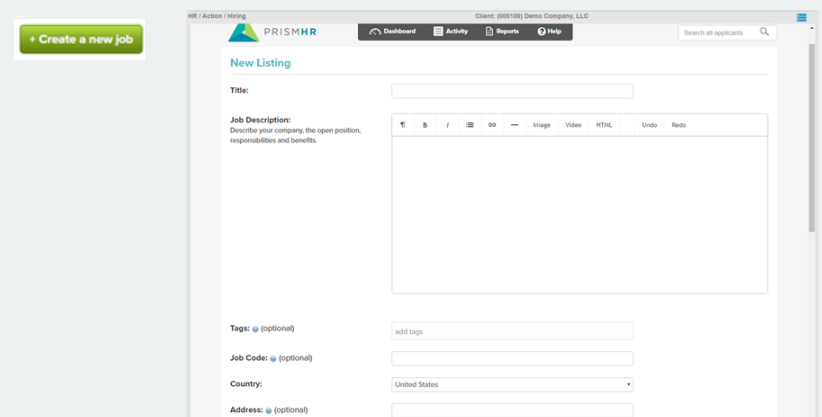 + Create a new job
HR / Action / Hiring
Client: (000100) Demo Company, LLC
PRISMHR
Dashboard
Activity
Reports
Help
Search all applicants
New Listing
Title:
Job Description:
Describe your company, the open position,
responsibilities and benefits.
¶ B I Image Video HTML Undo Redo
Tags: (optional)
add tags
Job Code: (optional)
Country:
United States
Address: (optional)